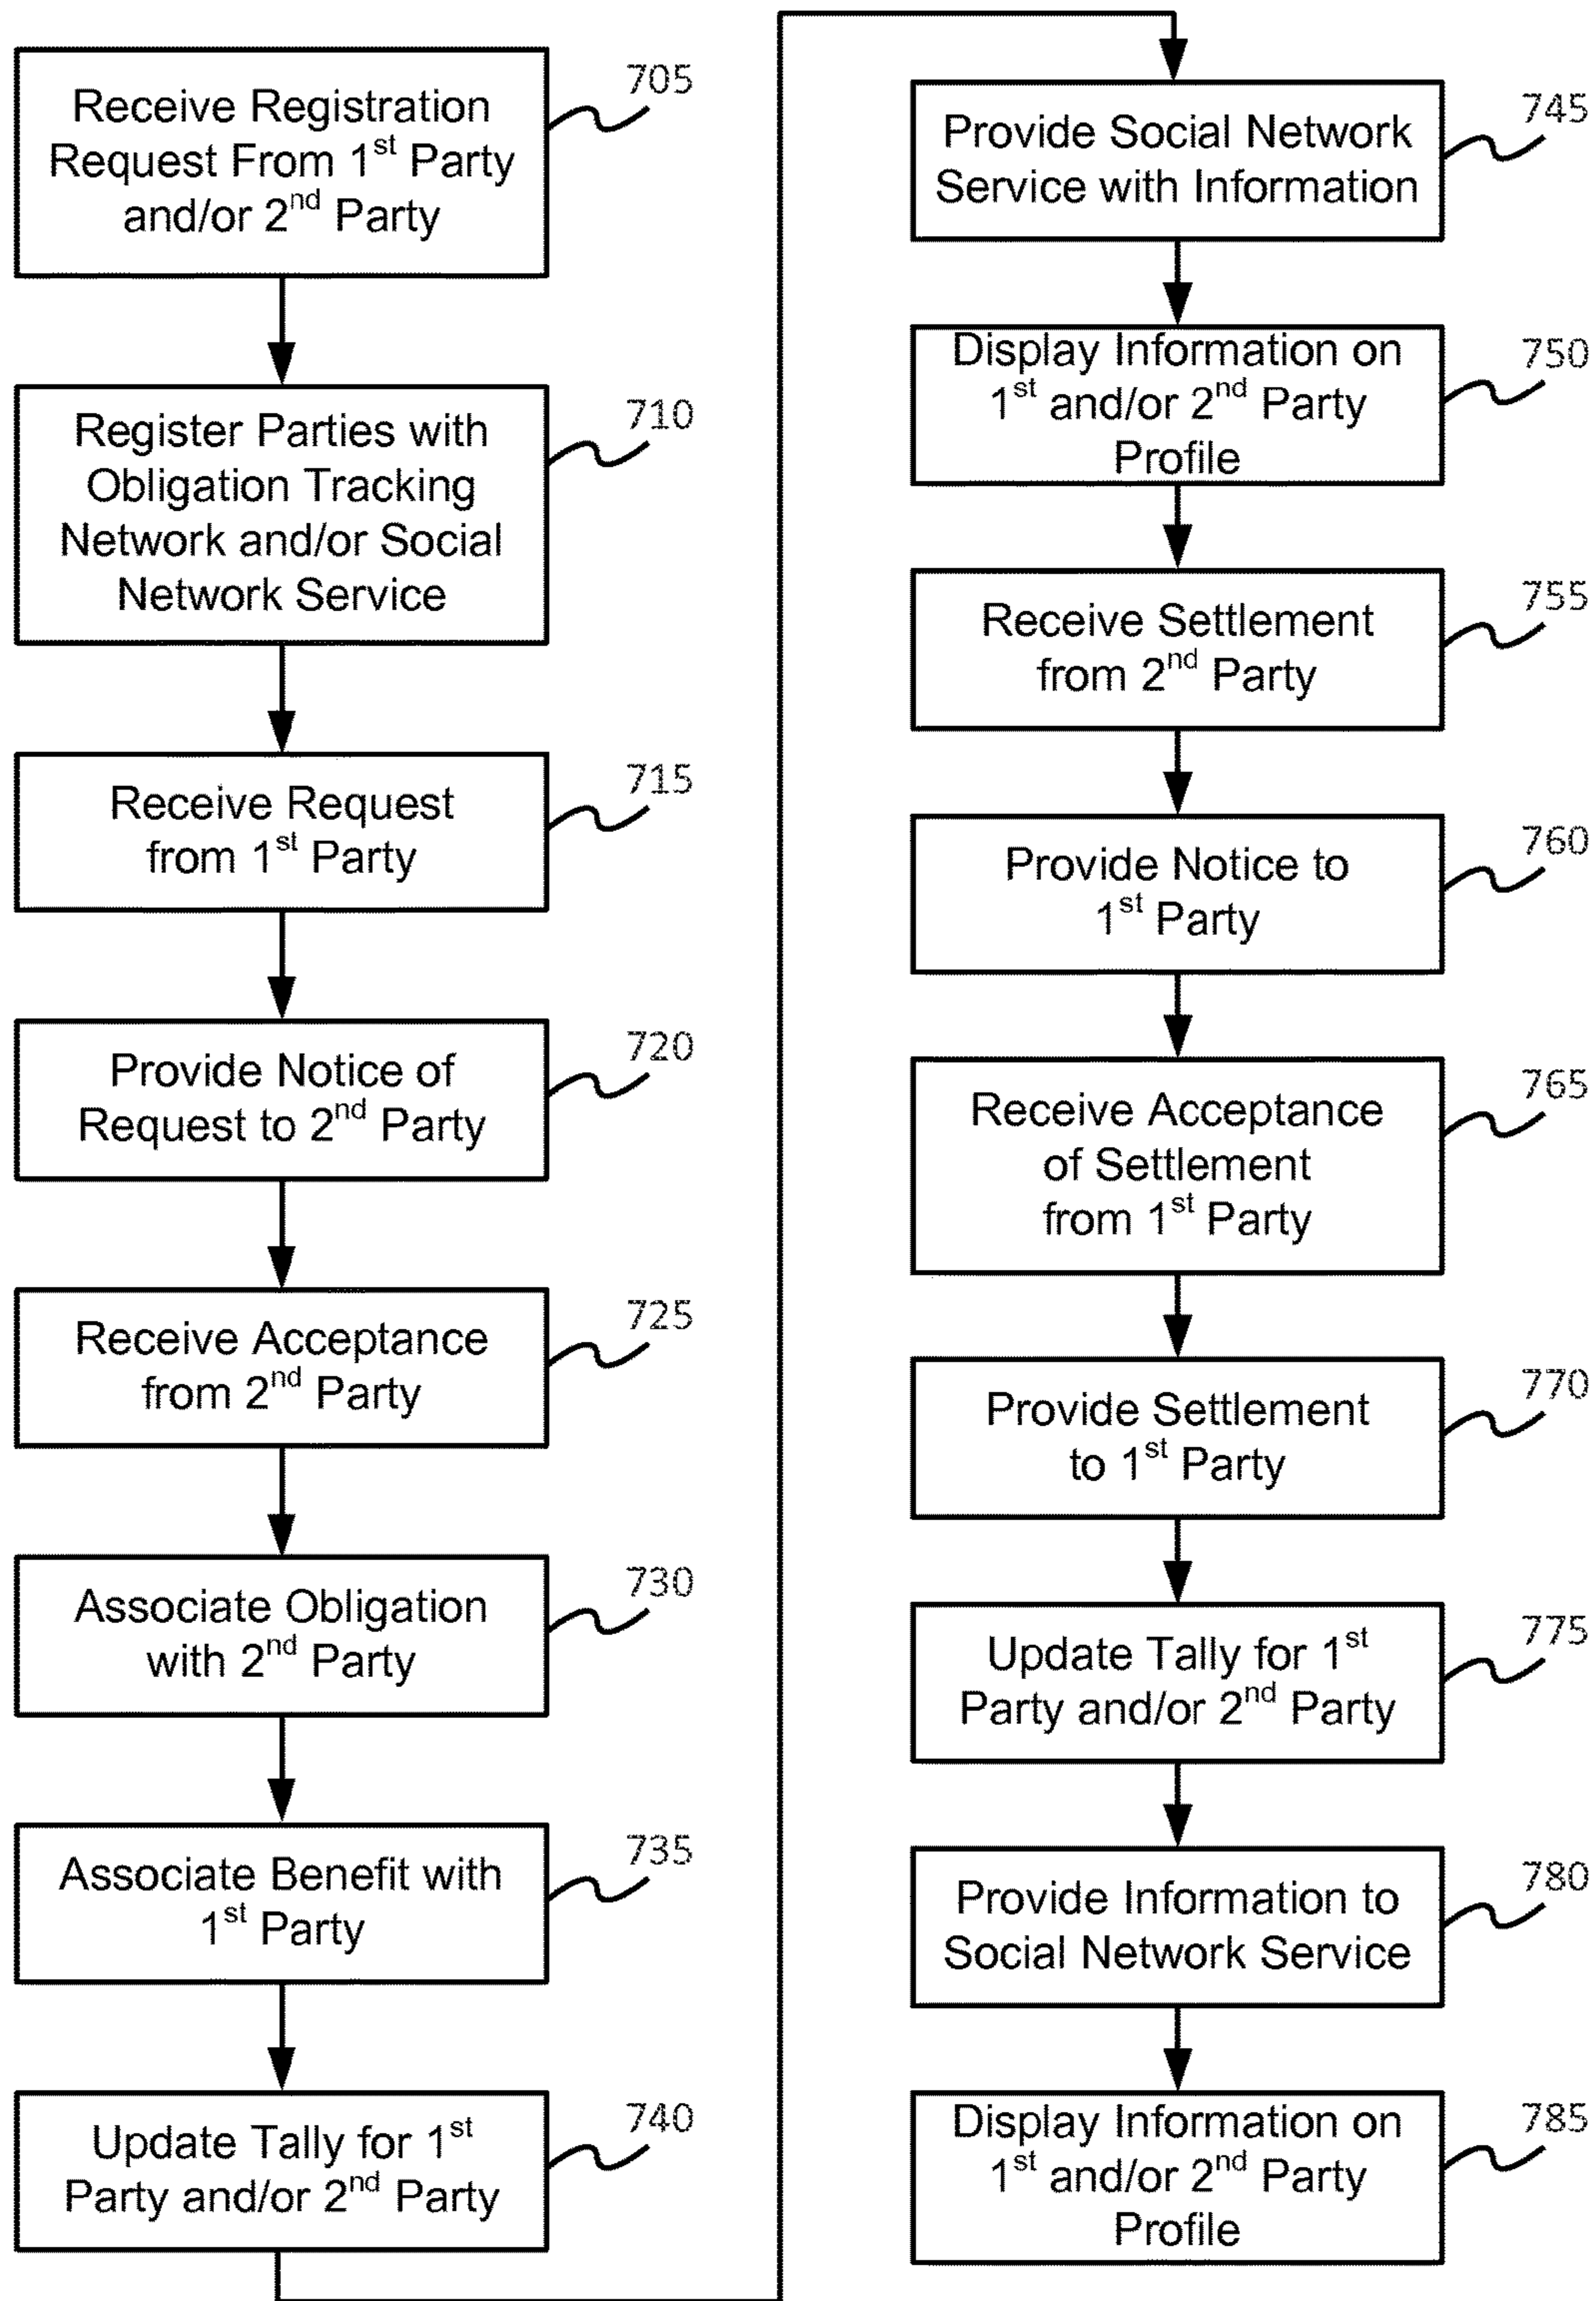 Receive Registration
Request From 1st Party
and/or 2nd Party
705
Register Parties with
Obligation Tracking
Network and/or Social
Network Service
710
Receive Request
from 1st Party
715
Provide Notice of
Request to 2nd Party
720
Receive Acceptance
from 2nd Party
725
Associate Obligation
with 2nd Party
730
Associate Benefit with
1st Party
735
Update Tally for 1st
Party and/or 2nd Party
740
Provide Social Network
Service with Information
745
Display Information on
1st and/or 2nd Party
Profile
750
Receive Settlement
from 2nd Party
755
Provide Notice to
1st Party
760
Receive Acceptance
of Settlement
from 1st Party
765
Provide Settlement
to 1st Party
770
Update Tally for 1st
Party and/or 2nd Party
775
Provide Information to
Social Network Service
780
Display Information on
1st and/or 2nd Party
Profile
785